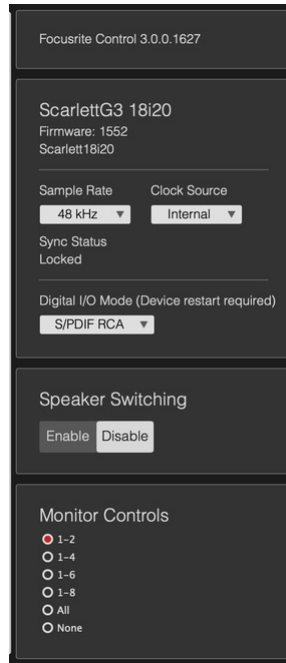 Focusrite Control 3.0.0.1627
ScarlettG3 18i20
Firmware: 1552
Scarlett18i20
Sample Rate Clock Source
48 kHz Internal
Sync Status
Locked
Digital I/O Mode (Device restart required)
S/PDIF RCA
Speaker Switching
Enable Disable
Monitor Controls
1-2
1-4
1-6
1-8
All
None